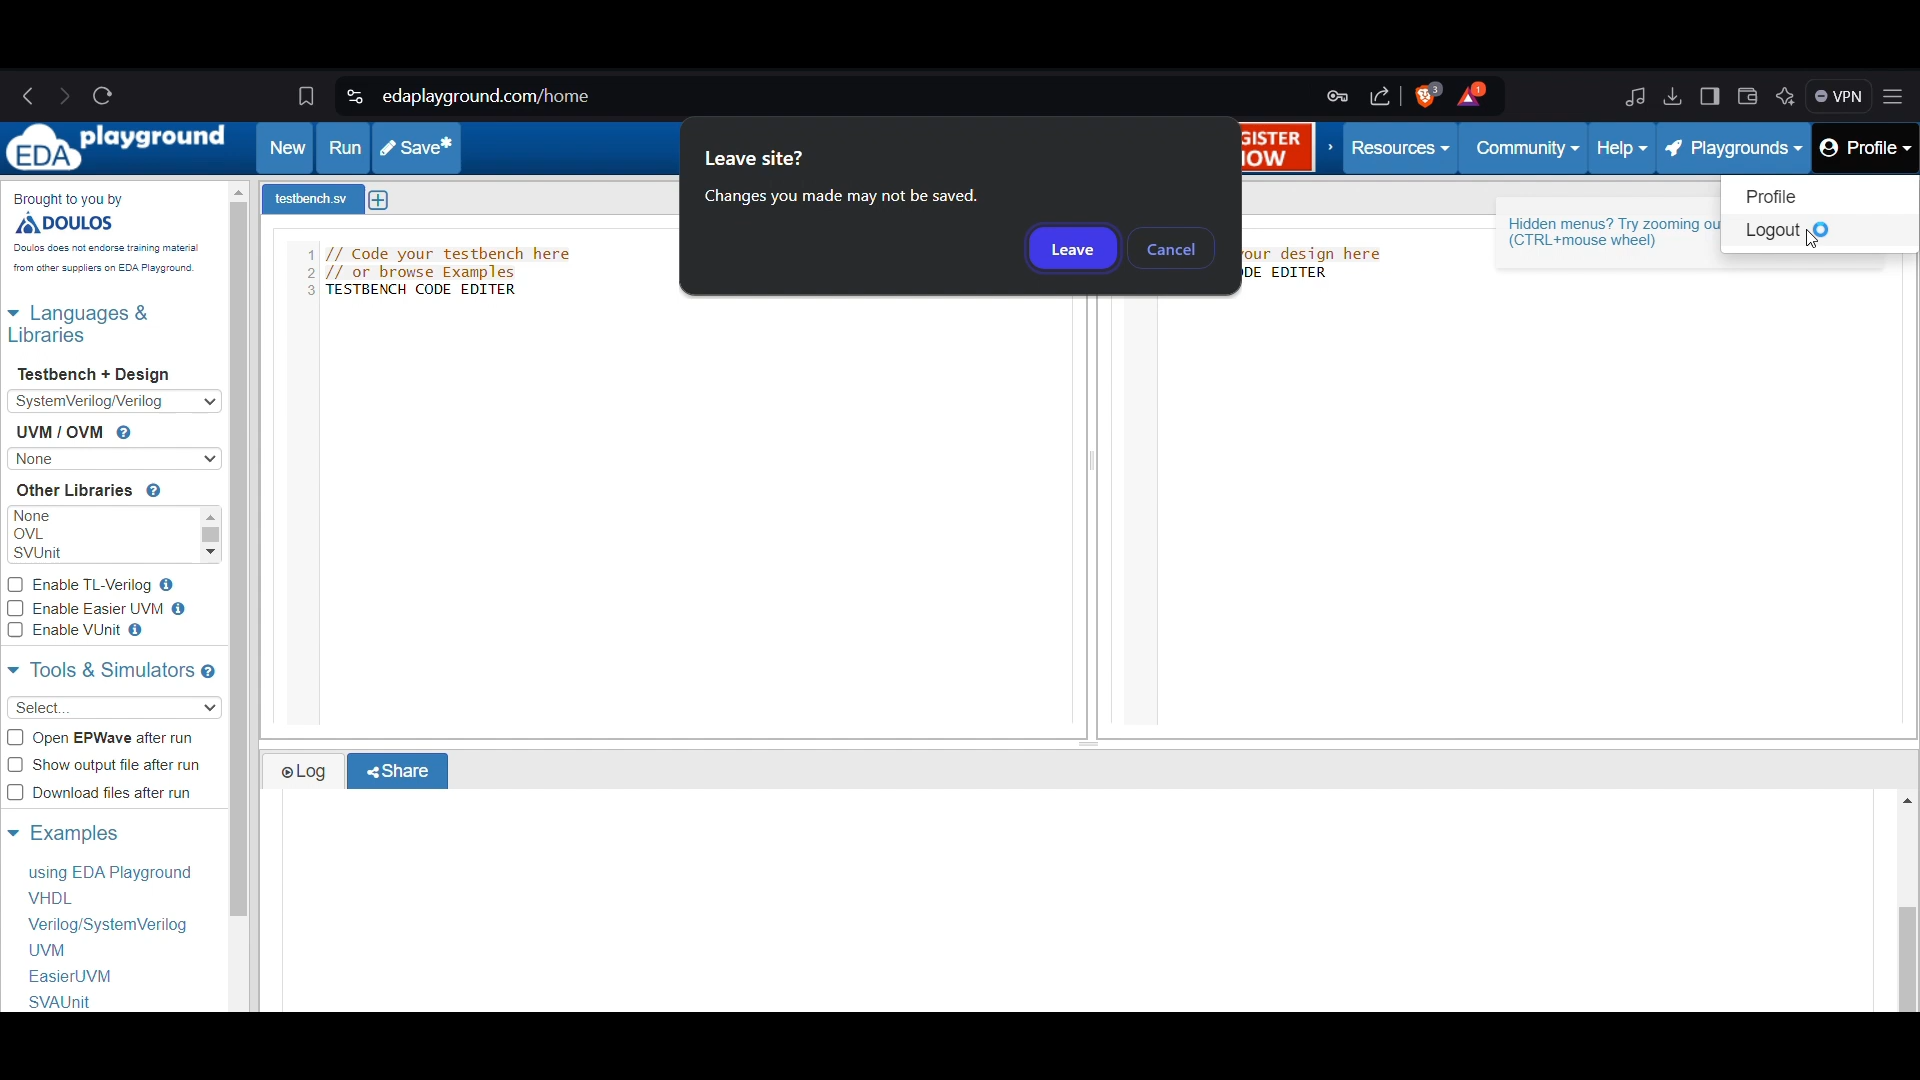 edaplayground.com/home
3
1
VPN
EDA playground
New
Run
Save*
GISTER
Resources
Community
Help
Playgrounds
Profile
Leave site?
Changes you made may not be saved.
Leave
Cancel
Profile
Logout
Hidden menus? Try zooming
(CTRL+mouse wheel)
Brought to you by
DOULOS
Doulos does not endorse training material
from other suppliers on EDA Playground.
Languages &
Libraries
Testbench + Design
SystemVerilog/Verilog
UVM / OVM ?
None
Other Libraries ?
None
OVL
SVUnit
Enable TL-Verilog i
Enable Easier UVM i
Enable VUnit i
Tools & Simulators ?
Select...
Open EPWave after run
Show output file after run
Download files after run
Examples
using EDA Playground
VHDL
Verilog/SystemVerilog
UVM
EasierUVM
SVAUnit
testbench.sv
1 // Code your testbench here
2 // or browse Examples
3 TESTBENCH CODE EDITER
your design here
DE EDITER
Log
Share